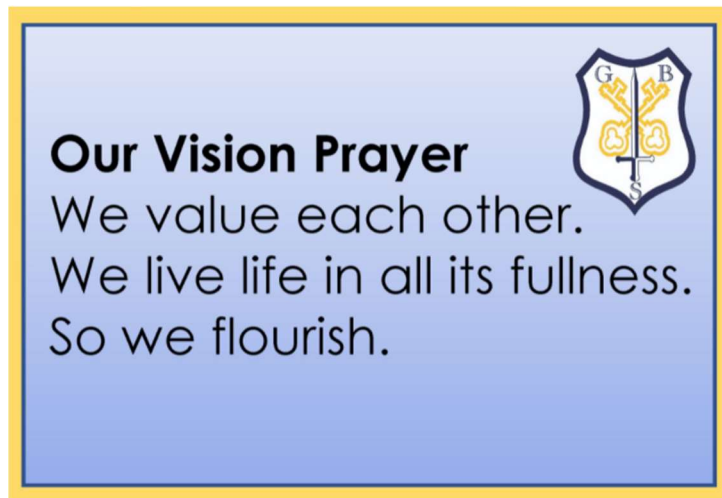 G B
S
Our Vision Prayer
We value each other.
We live life in all its fullness.
So we flourish.